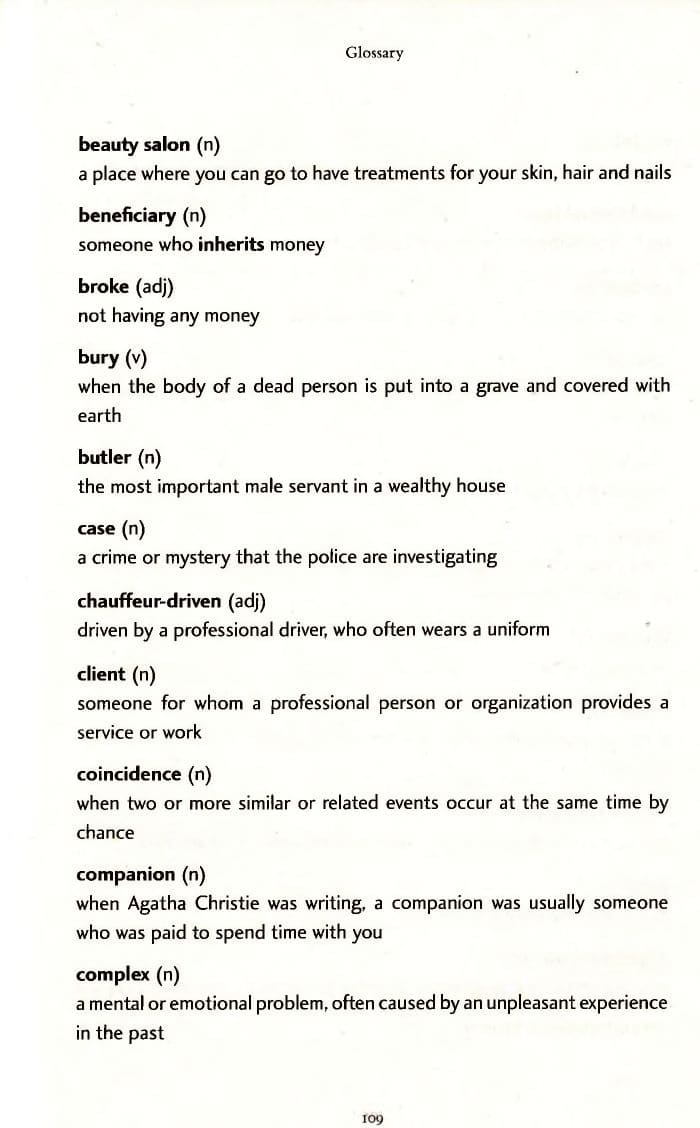 Glossary
beauty salon (n)
a place where you can go to have treatments for your skin, hair and nails
beneficiary (n)
someone who inherits money
broke (adj)
not having any money
bury (v)
when the body of a dead person is put into a grave and covered with
earth
butler (n)
the most important male servant in a wealthy house
case (n)
a crime or mystery that the police are investigating
chauffeur-driven (adj)
driven by a professional driver, who often wears a uniform
client (n)
someone for whom a professional person or organization provides a
service or work
coincidence (n)
when two or more similar or related events occur at the same time by
chance
companion (n)
when Agatha Christie was writing, a companion was usually someone
who was paid to spend time with you
complex (n)
a mental or emotional problem, often caused by an unpleasant experience
in the past
109